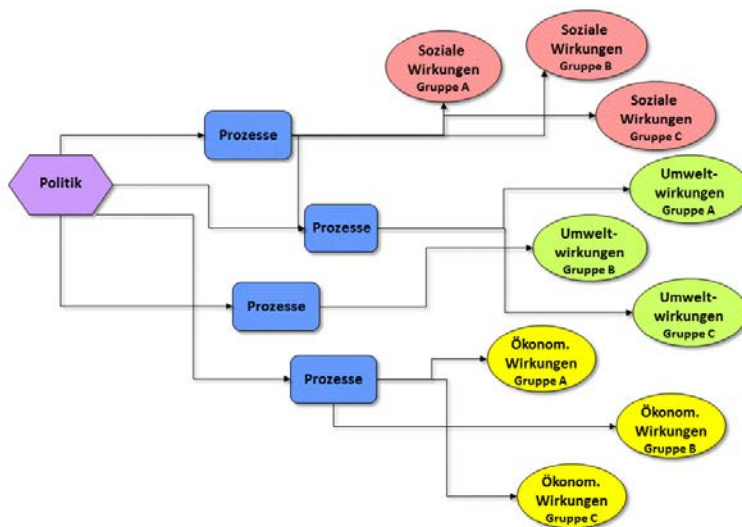 Soziale
Wirkungen
Gruppe A
Soziale
Wirkungen
Gruppe B
Soziale
Wirkungen
Gruppe C
Prozesse
Politik
Prozesse
Umwelt-
wirkungen
Gruppe A
Umwelt-
wirkungen
Gruppe B
Prozesse
Umwelt-
wirkungen
Gruppe C
Prozesse
Ökonom.
Wirkungen
Gruppe A
Ökonom.
Wirkungen
Gruppe B
Ökonom.
Wirkungen
Gruppe C